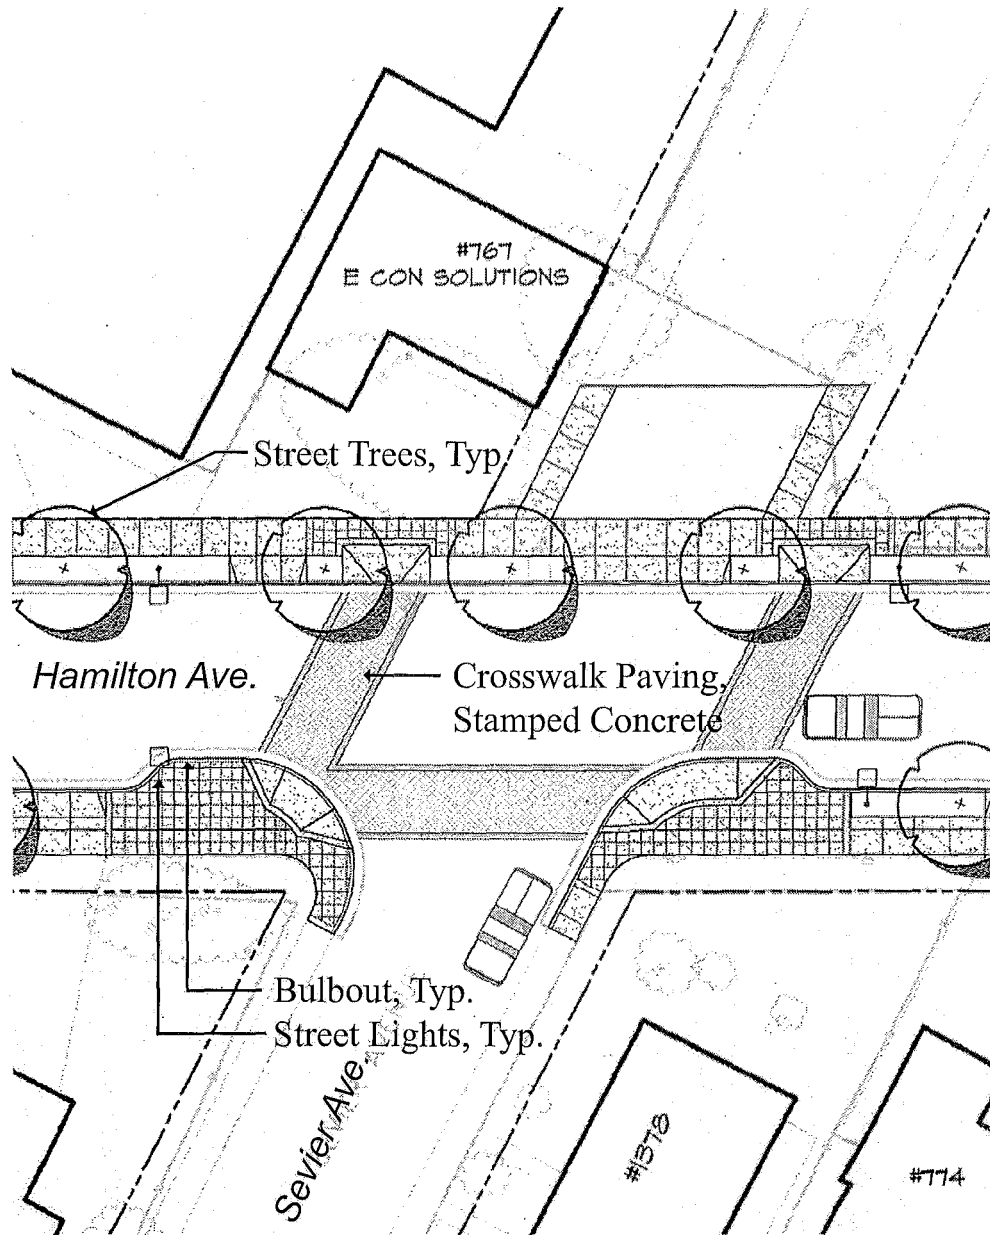 #767
E CON SOLUTIONS
Street Trees, Typ.
Hamilton Ave.
Crosswalk Paving,
Stamped Concrete
Bulbout, Typ.
Street Lights, Typ.
Sevier Ave.
#1378
#774